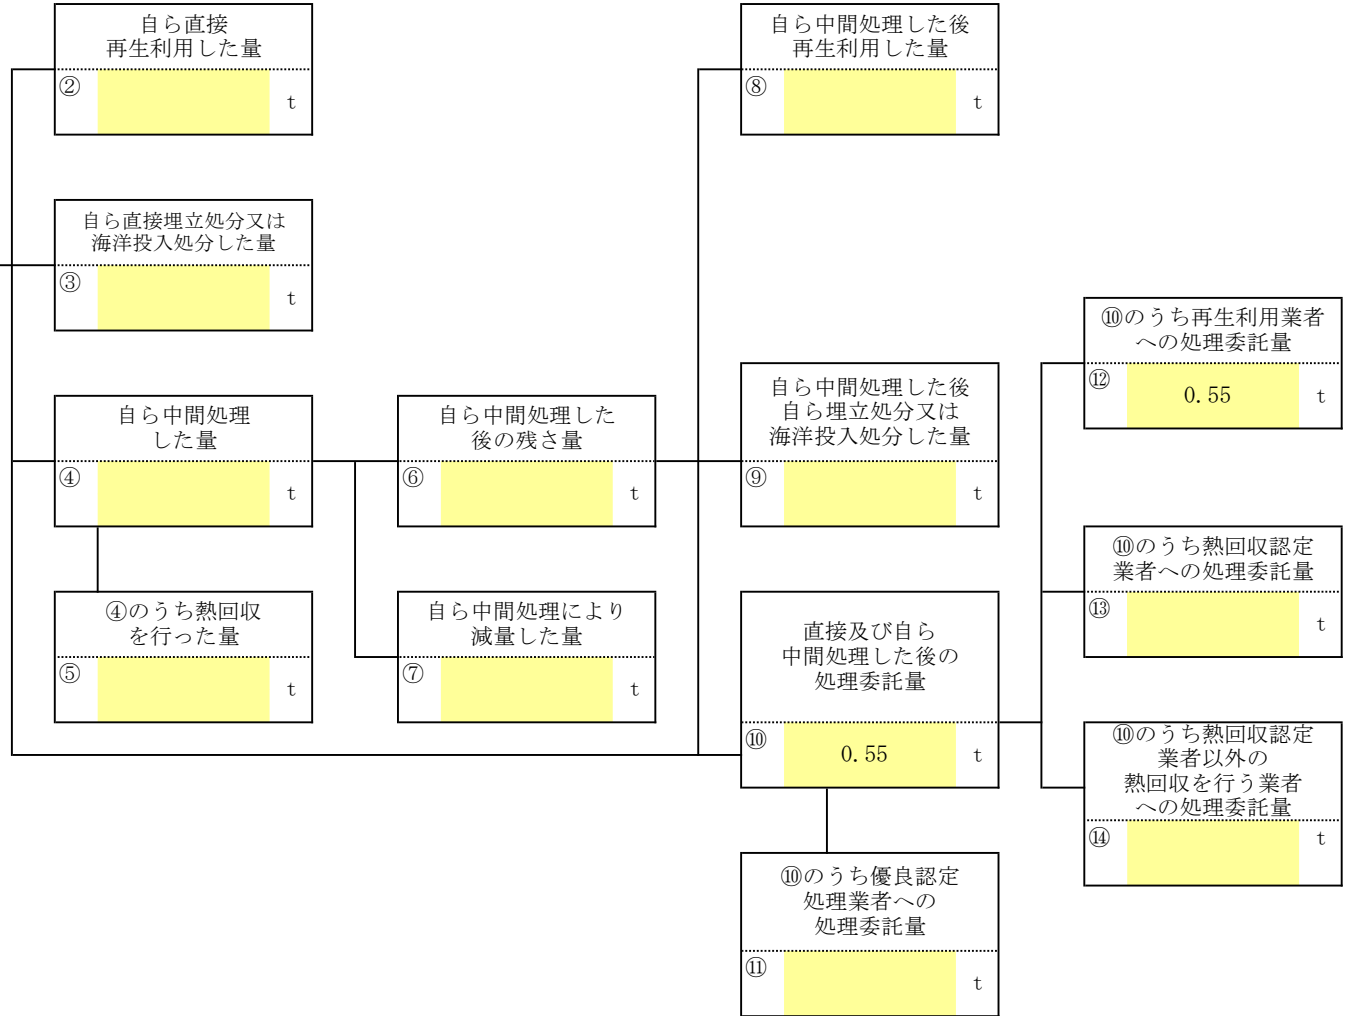 自ら直接
再生利用した量
②
t
自ら中間処理した後
再生利用した量
⑧
t
自ら直接埋立処分又は
海洋投入処分した量
③
t
⑩のうち再生利用業者
への処理委託量
⑫
0.55
t
自ら中間処理
した量
④
t
自ら中間処理した
後の残さ量
⑥
t
自ら中間処理した後
自ら埋立処分又は
海洋投入処分した量
⑨
t
⑩のうち熱回収認定
業者への処理委託量
⑬
t
④のうち熱回収
を行った量
⑤
t
自ら中間処理により
減量した量
⑦
t
直接及び自ら
中間処理した後の
処理委託量
⑩
0.55
t
⑩のうち熱回収認定
業者以外の
熱回収を行う業者
への処理委託量
⑭
t
⑩のうち優良認定
処理業者への
処理委託量
⑪
t